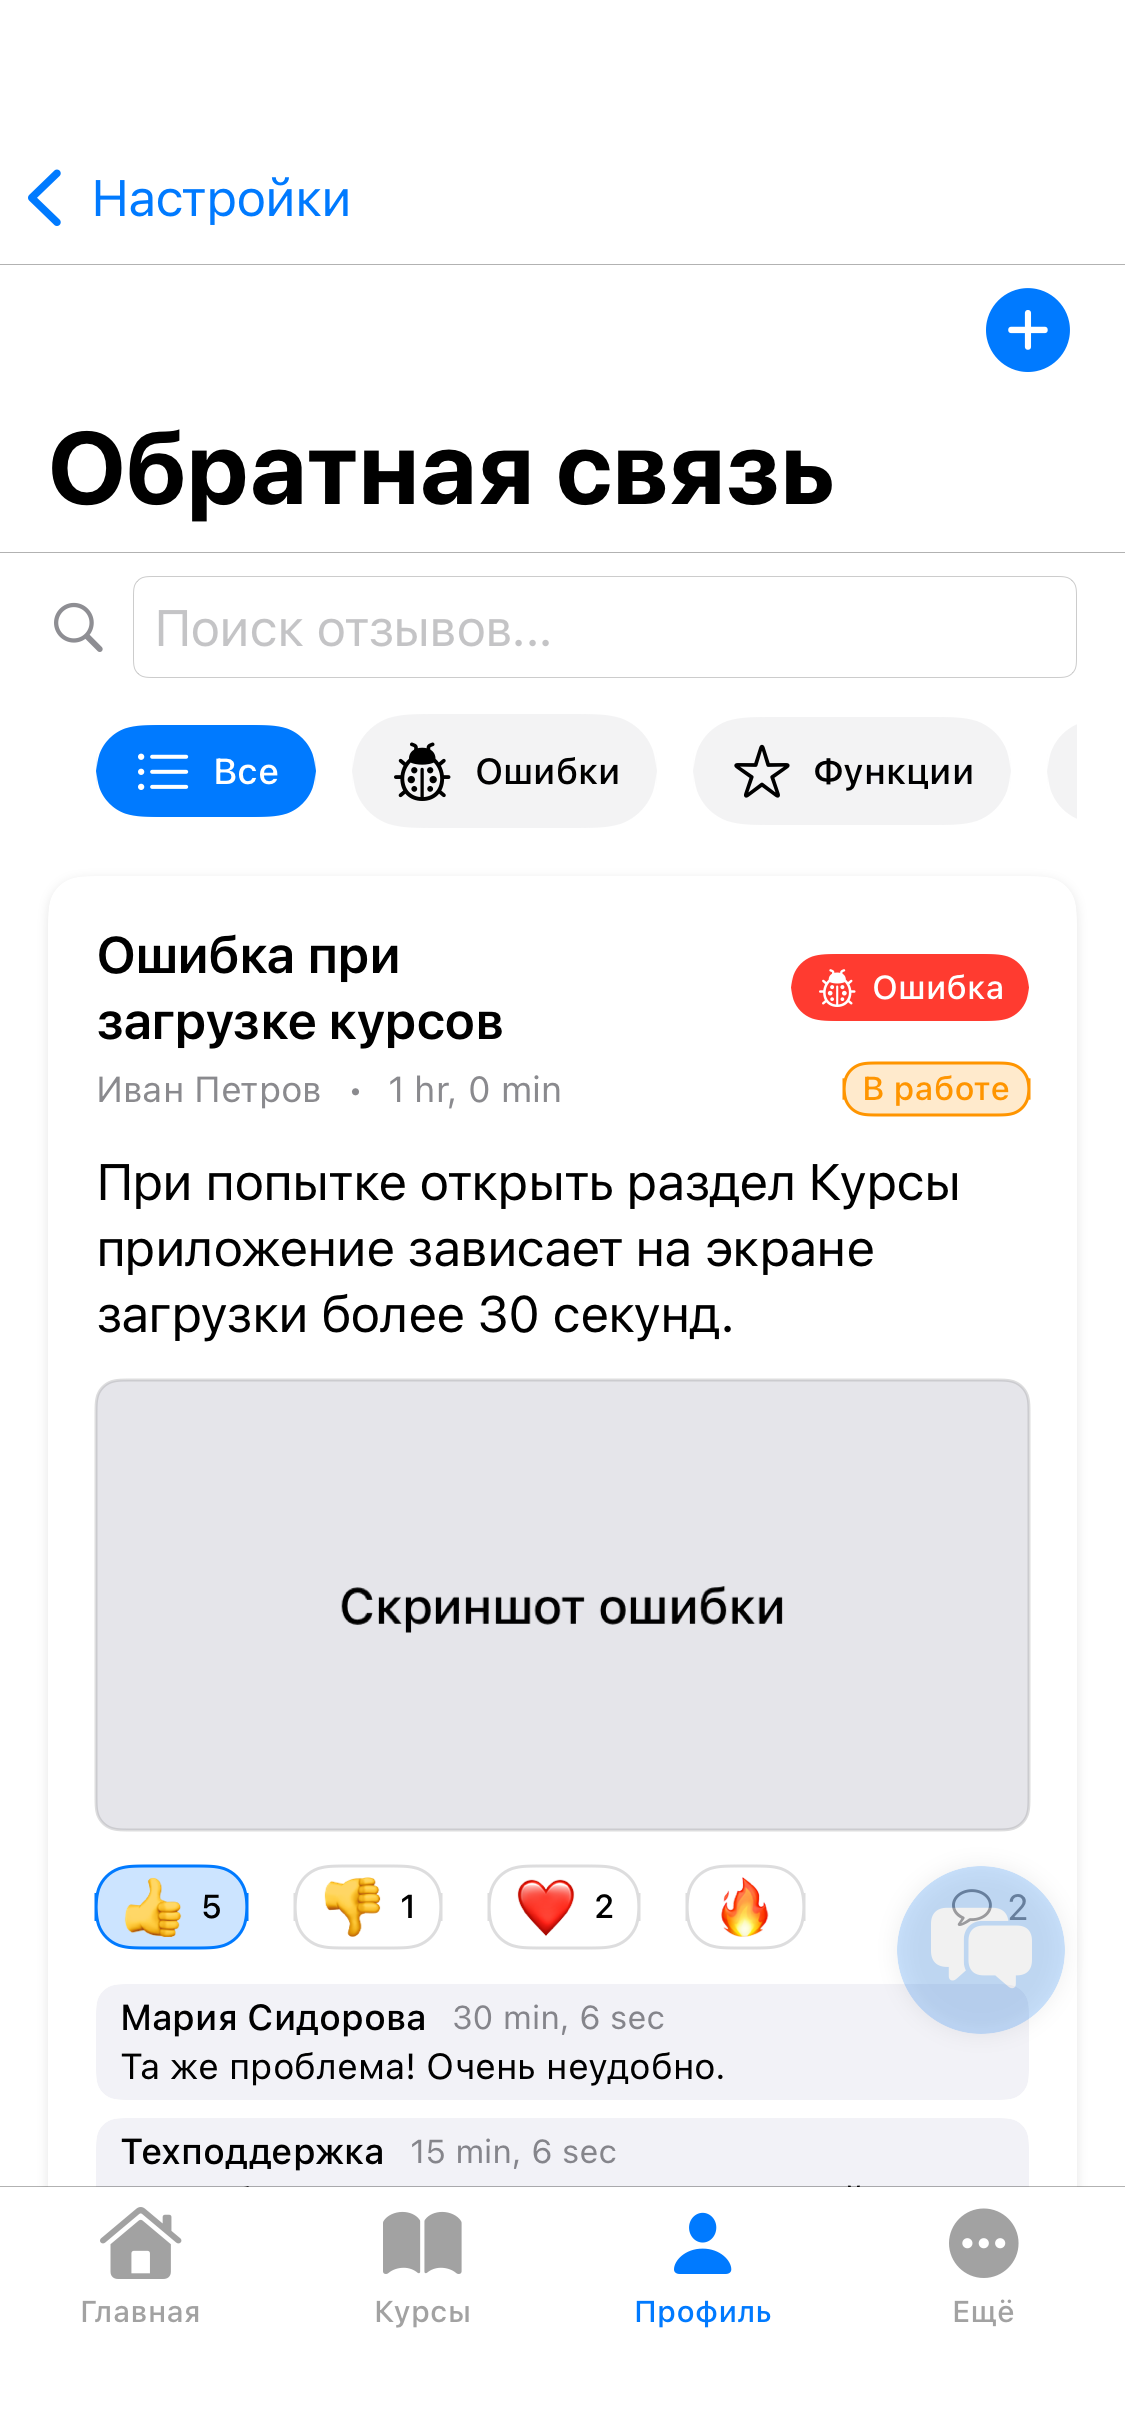 Настройки
Обратная связь
Поиск отзывов...
Все
Ошибки
Функции
Ошибка при
загрузке курсов
Ошибка
Иван Петров • 1 hr, 0 min
В работе
При попытке открыть раздел Курсы
приложение зависает на экране
загрузки более 30 секунд.
Скриншот ошибки
5
1
2
2
Мария Сидорова 30 min, 6 sec
Та же проблема! Очень неудобно.
Техподдержка 15 min, 6 sec
Главная
Курсы
Профиль
Ещё